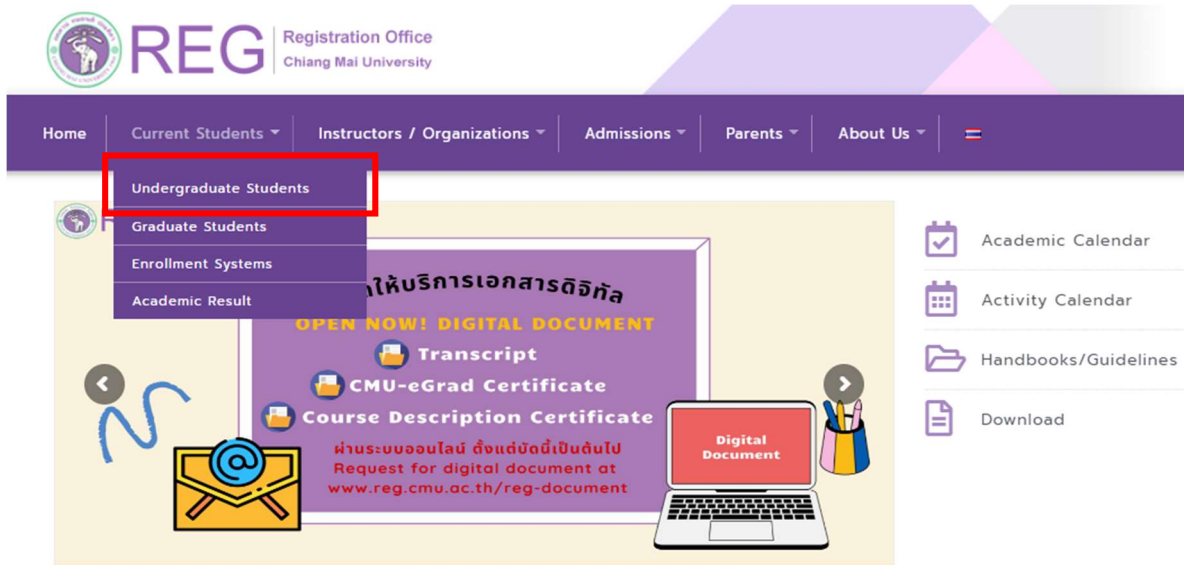 REG
Registration Office
Chiang Mai University
Home
Current Students
Instructors / Organizations
Admissions
Parents
About Us
Undergraduate Students
Graduate Students
Enrollment Systems
Academic Result
ให้บริการเอกสารดิจิทัล
OPEN NOW! DIGITAL DOCUMENT
Transcript
CMU-eGrad Certificate
Course Description Certificate
ผ่านระบบออนไลน์ ตั้งแต่บัดนี้เป็นต้นไป
Request for digital document at
www.reg.cmu.ac.th/reg-document
Digital
Document
Academic Calendar
Activity Calendar
Handbooks/Guidelines
Download